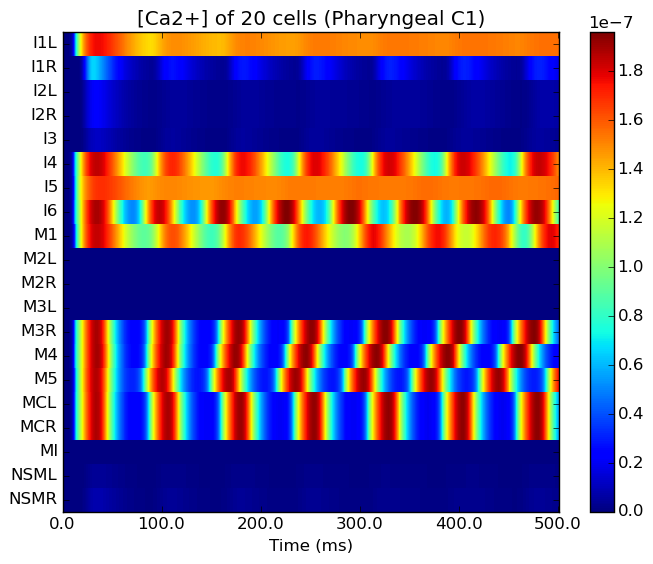 [Ca2+] of 20 cells (Pharyngeal C1)
1e−7
I1L
I1R
I2L
I2R
I3
I4
I5
I6
M1
M2L
M2R
M3L
M3R
M4
M5
MCL
MCR
MI
NSML
NSMR
0.0 100.0 200.0 300.0 400.0 500.0
Time (ms)
1.8
1.6
1.4
1.2
1.0
0.8
0.6
0.4
0.2
0.0